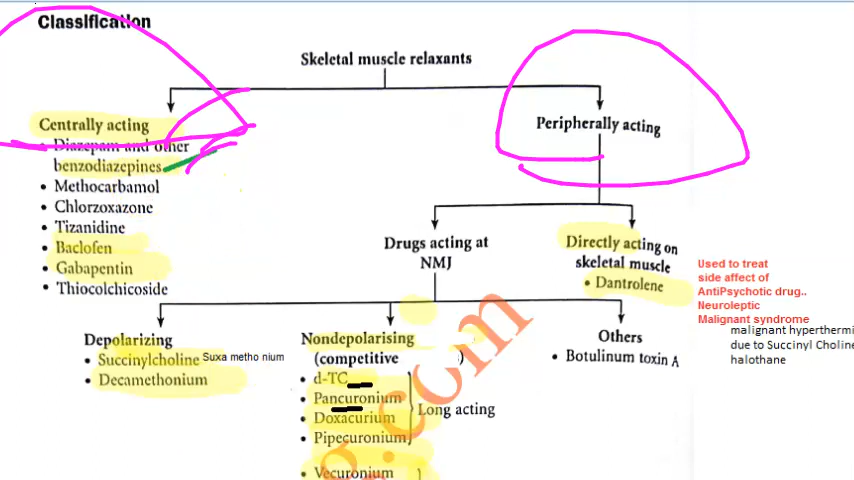 Classification
Skeletal muscle relaxants
Centrally acting
• Diazepam and other
benzodiazepines
• Methocarbamol
• Chlorzoxazone
• Tizanidine
• Baclofen
• Gabapentin
• Thiocolchicoside
Peripherally acting
Drugs acting at
NMJ
Directly acting on
skeletal muscle
• Dantrolene
Used to treat
side affect of
AntiPsychotic drug..
Neuroleptic
Malignant syndrome
malignant hyperthermi
due to Succinyl Choline
halothane
Depolarizing
• Succinylcholine Suxa metho nium
• Decamethonium
Nondepolarising
(competitive )
• d-TC
• Pancuronium
• Doxacurium
• Pipecuronium
Long acting
• Vecuronium
Others
• Botulinum toxin A
.com